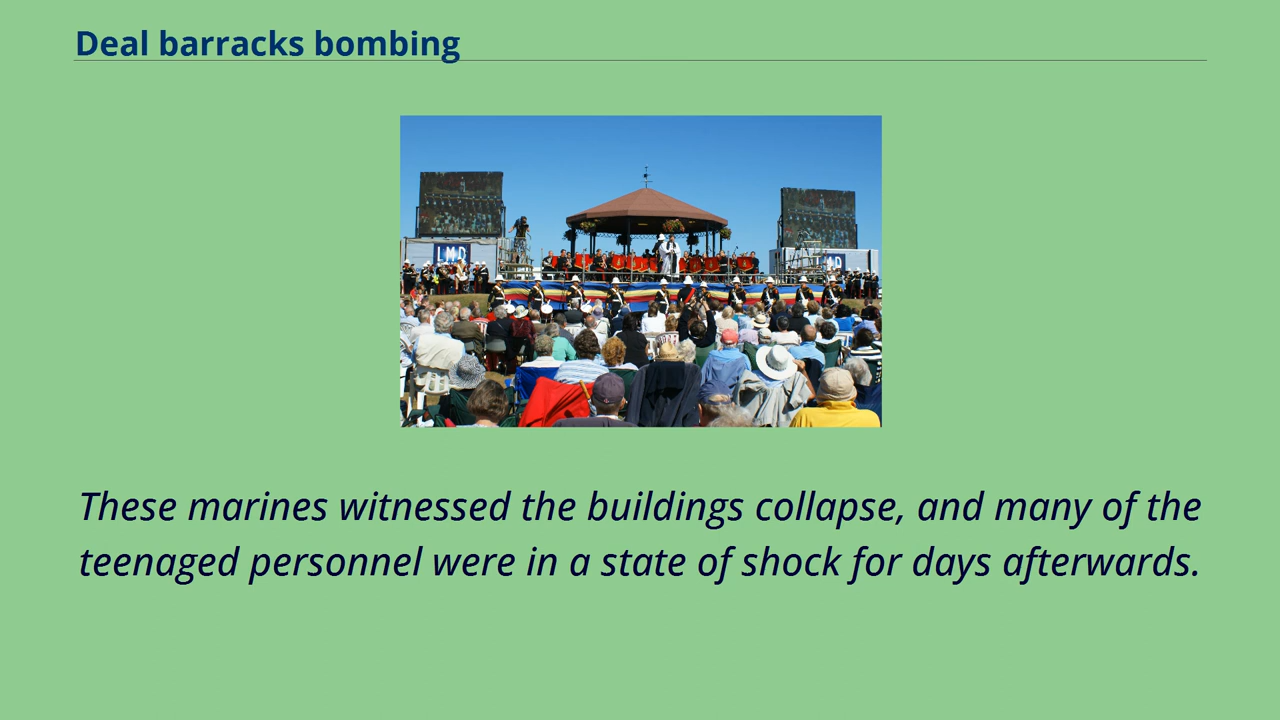 Deal barracks bombing
LMD
These marines witnessed the buildings collapse, and many of the
teenaged personnel were in a state of shock for days afterwards.